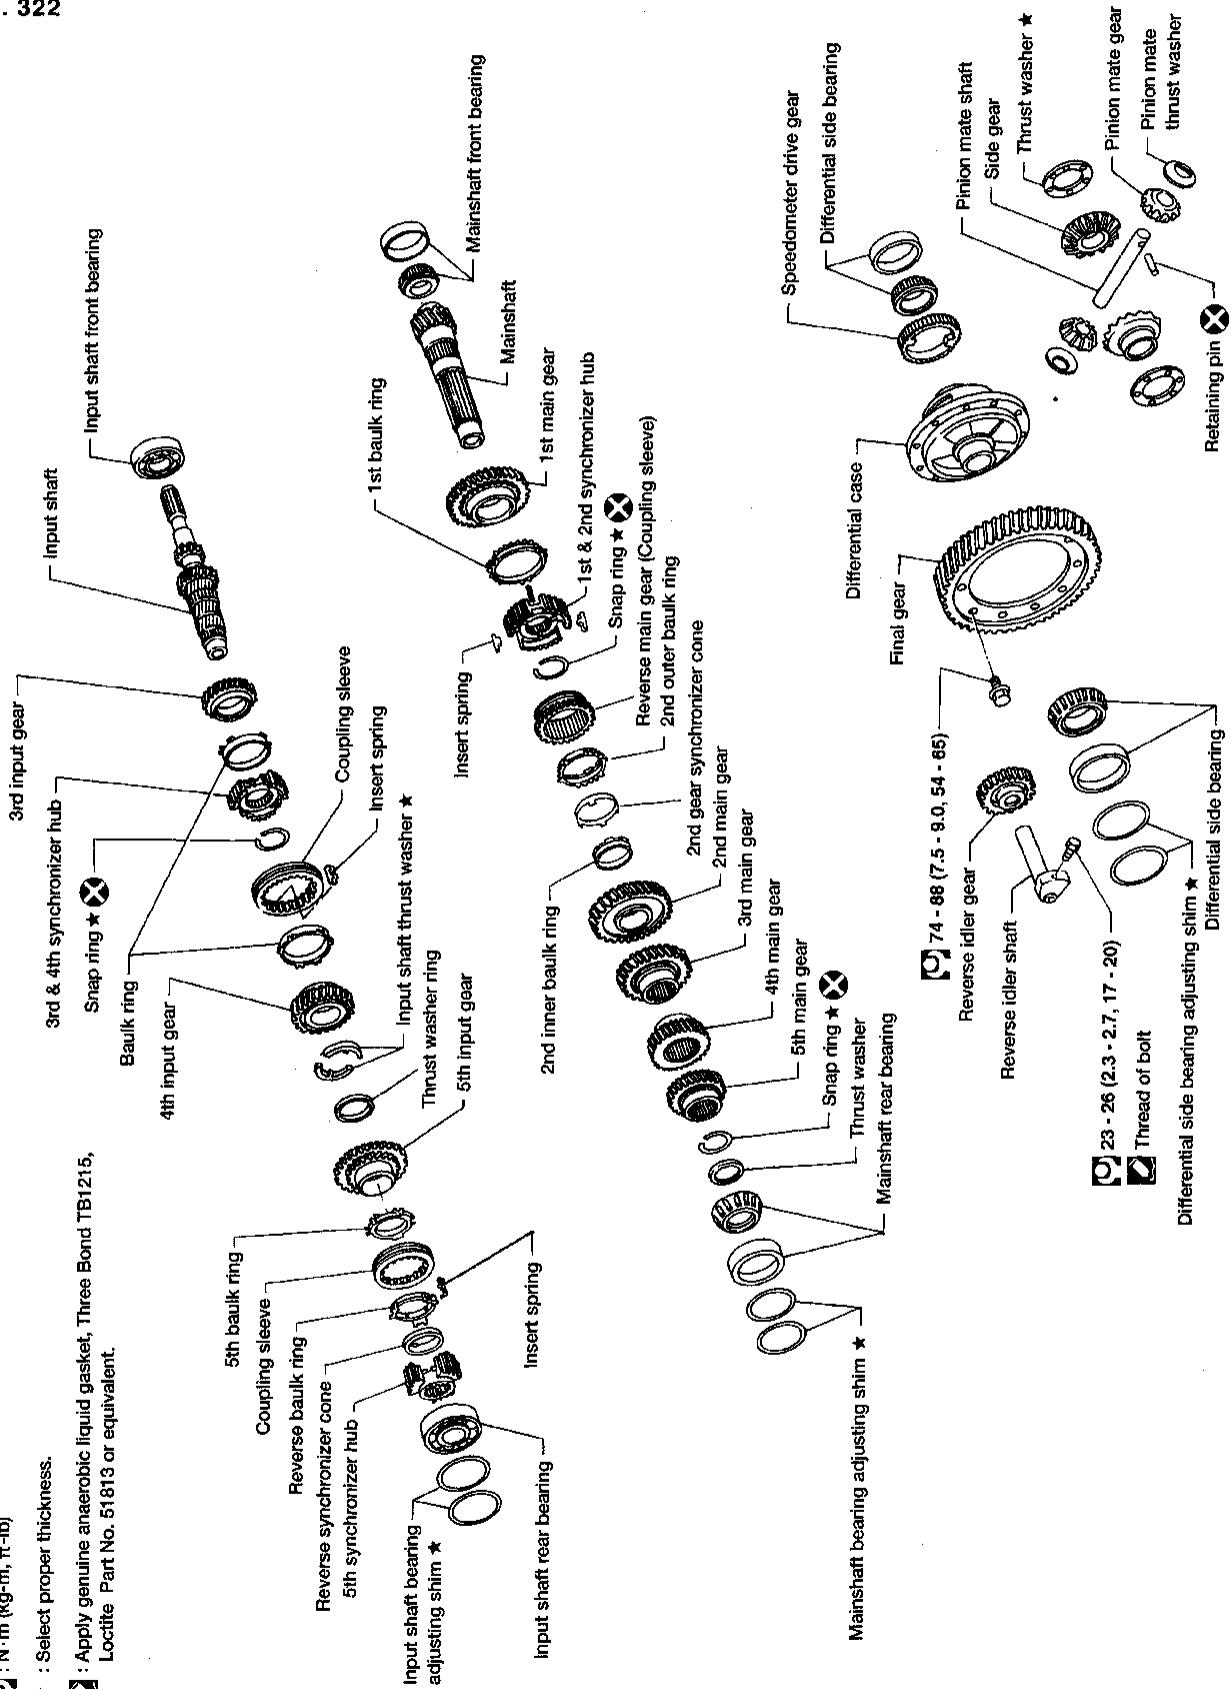 . 322
: N·m (kg-m, ft-lb)
: Select proper thickness.
: Apply genuine anaerobic liquid gasket, Three Bond TB1215,
Loctite Part No. 51813 or equivalent.
3rd input gear
Input shaft
Input shaft front bearing
3rd & 4th synchronizer hub
Snap ring ★
Baulk ring
4th input gear
Coupling sleeve
Insert spring
Input shaft thrust washer ★
Thrust washer ring
5th input gear
5th baulk ring
Coupling sleeve
Reverse baulk ring
Reverse synchronizer cone
5th synchronizer hub
Insert spring
Input shaft bearing
adjusting shim ★
Input shaft rear bearing
Mainshaft front bearing
Mainshaft
1st baulk ring
1st main gear
1st & 2nd synchronizer hub
Insert spring
Snap ring ★
Reverse main gear (Coupling sleeve)
2nd outer baulk ring
2nd gear synchronizer cone
2nd inner baulk ring
2nd main gear
3rd main gear
4th main gear
5th main gear
Snap ring ★
Thrust washer
Mainshaft rear bearing
Mainshaft bearing adjusting shim ★
Speedometer drive gear
Differential side bearing
Pinion mate shaft
Side gear
Thrust washer ★
Pinion mate gear
Pinion mate
thrust washer
Retaining pin
Differential case
Final gear
74 - 88 (7.5 - 9.0, 54 - 65)
Reverse idler gear
Reverse idler shaft
23 - 26 (2.3 - 2.7, 17 - 20)
Thread of bolt
Differential side bearing adjusting shim ★
Differential side bearing